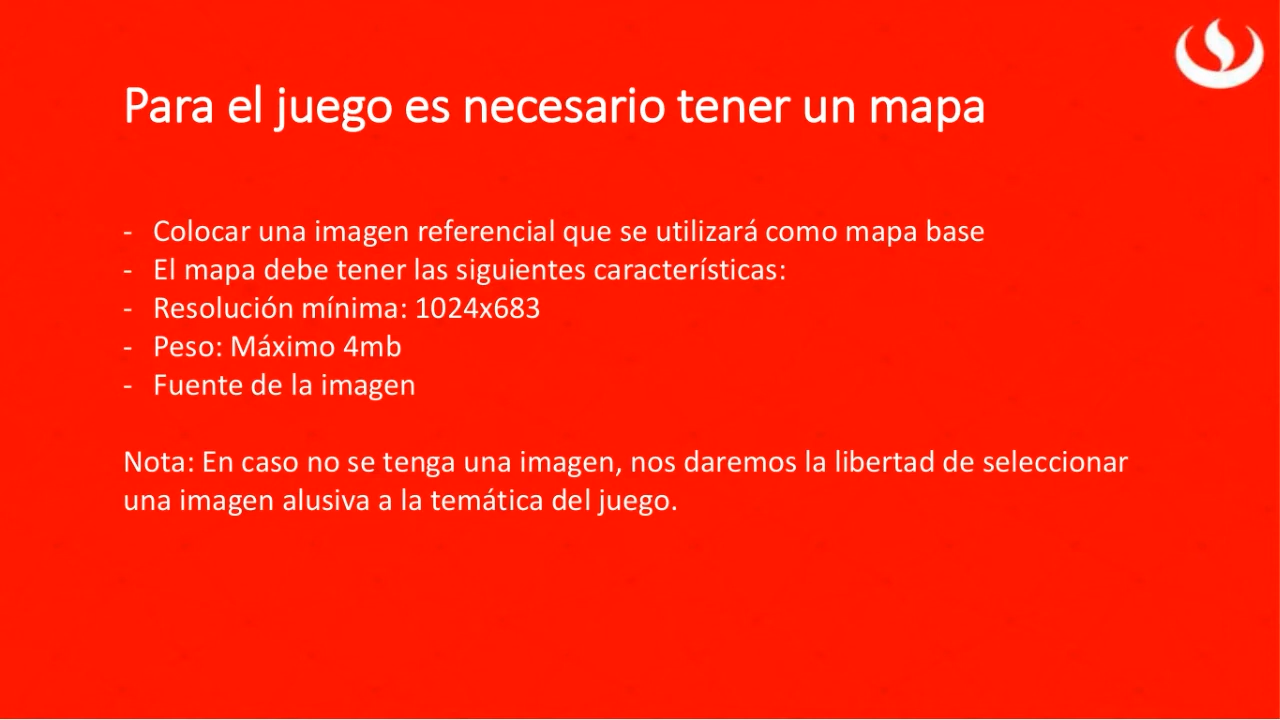 Para el juego es necesario tener un mapa
- Colocar una imagen referencial que se utilizará como mapa base
- El mapa debe tener las siguientes características:
- Resolución mínima: 1024x683
- Peso: Máximo 4mb
- Fuente de la imagen
Nota: En caso no se tenga una imagen, nos daremos la libertad de seleccionar
una imagen alusiva a la temática del juego.